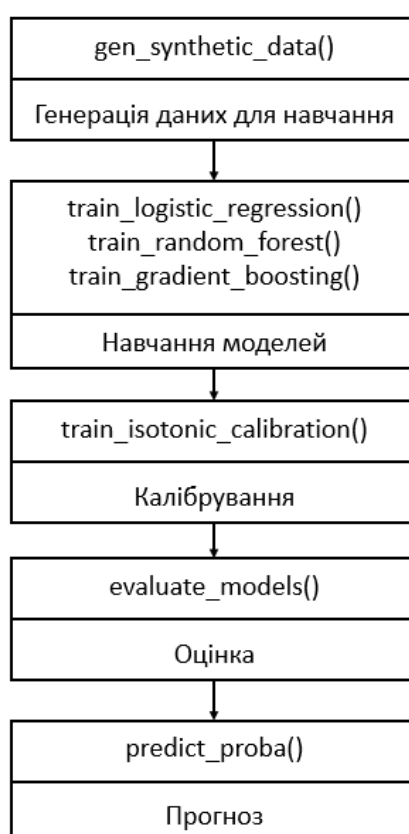 gen_synthetic_data()
Генерація даних для навчання
train_logistic_regression()
train_random_forest()
train_gradient_boosting()
Навчання моделей
train_isotonic_calibration()
Калібрування
evaluate_models()
Оцінка
predict_proba()
Прогноз